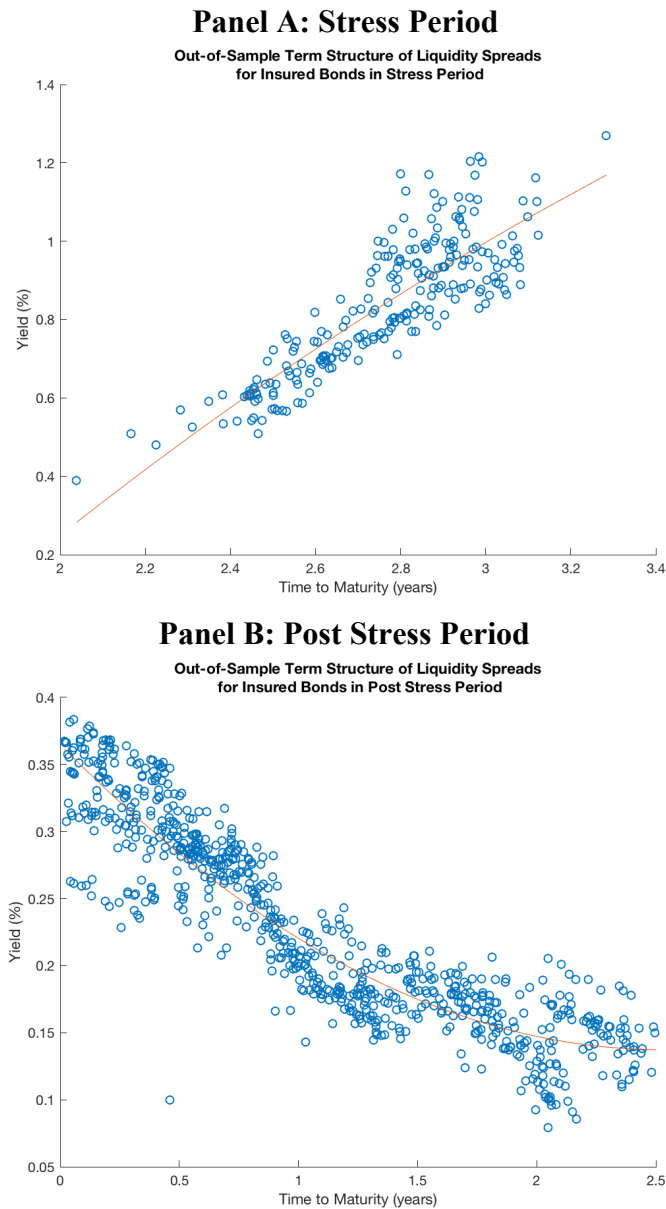 Panel A: Stress Period
Out-of-Sample Term Structure of Liquidity Spreads
for Insured Bonds in Stress Period
1.4
1.2
1
0.8
0.6
0.4
0.2
Yield (%)
2 2.2 2.4 2.6 2.8 3 3.2 3.4
Time to Maturity (years)
Panel B: Post Stress Period
Out-of-Sample Term Structure of Liquidity Spreads
for Insured Bonds in Post Stress Period
0.4
0.35
0.3
0.25
0.2
0.15
0.1
0.05
Yield (%)
0 0.5 1 1.5 2 2.5
Time to Maturity (years)